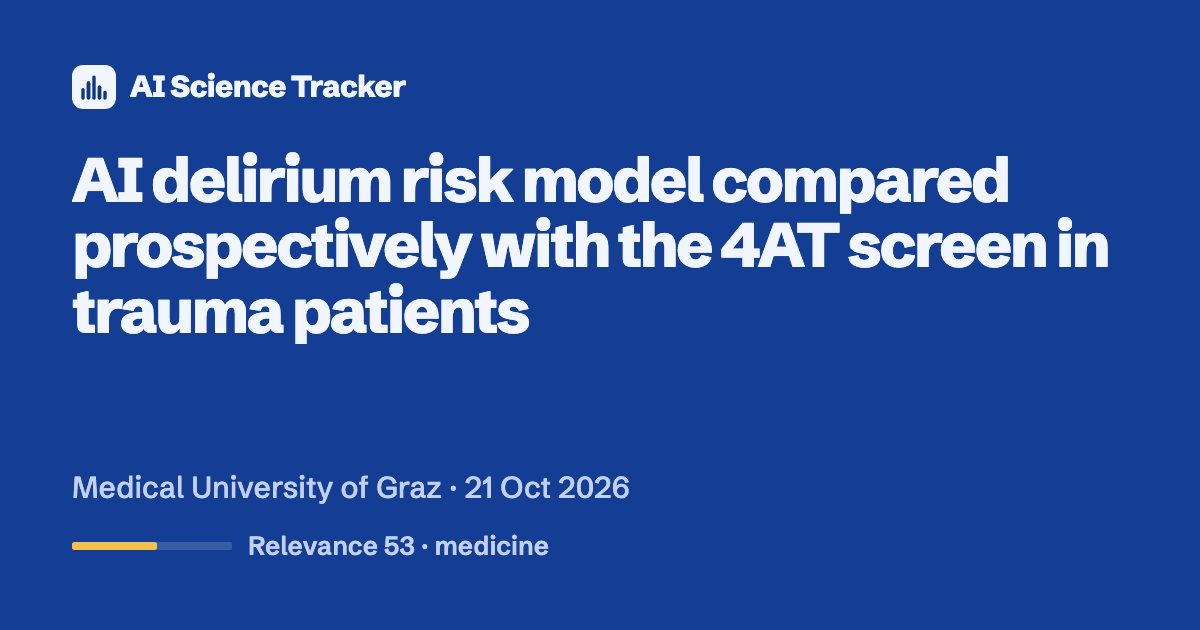 AI Science Tracker
AI delirium risk model compared
prospectively with the 4AT screen in
trauma patients
Medical University of Graz · 21 Oct 2026
Relevance 53 · medicine